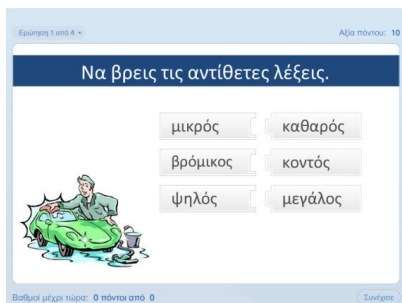 Ερώτηση 1 από 4
Αξία πόντου: 10
Να βρεις τις αντίθετες λέξεις.
μικρός καθαρός
βρόμικος κοντός
ψηλός μεγάλος
Βαθμοί μέχρι τώρα: 0 πόντοι από 0
Συνέχισε